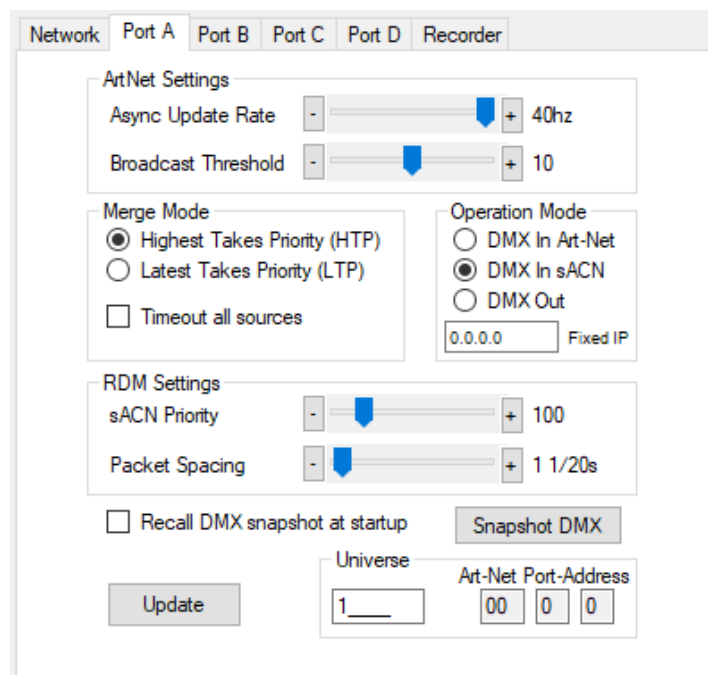 Network Port A Port B Port C Port D Recorder
ArtNet Settings
Async Update Rate - + 40hz
Broadcast Threshold - + 10
Merge Mode
Highest Takes Priority (HTP)
Latest Takes Priority (LTP)
Timeout all sources
Operation Mode
DMX In Art-Net
DMX In sACN
DMX Out
0.0.0.0 Fixed IP
RDM Settings
sACN Priority - + 100
Packet Spacing - + 1 1/20s
Recall DMX snapshot at startup Snapshot DMX
Update
Universe
1____
Art-Net Port-Address
00 0 0